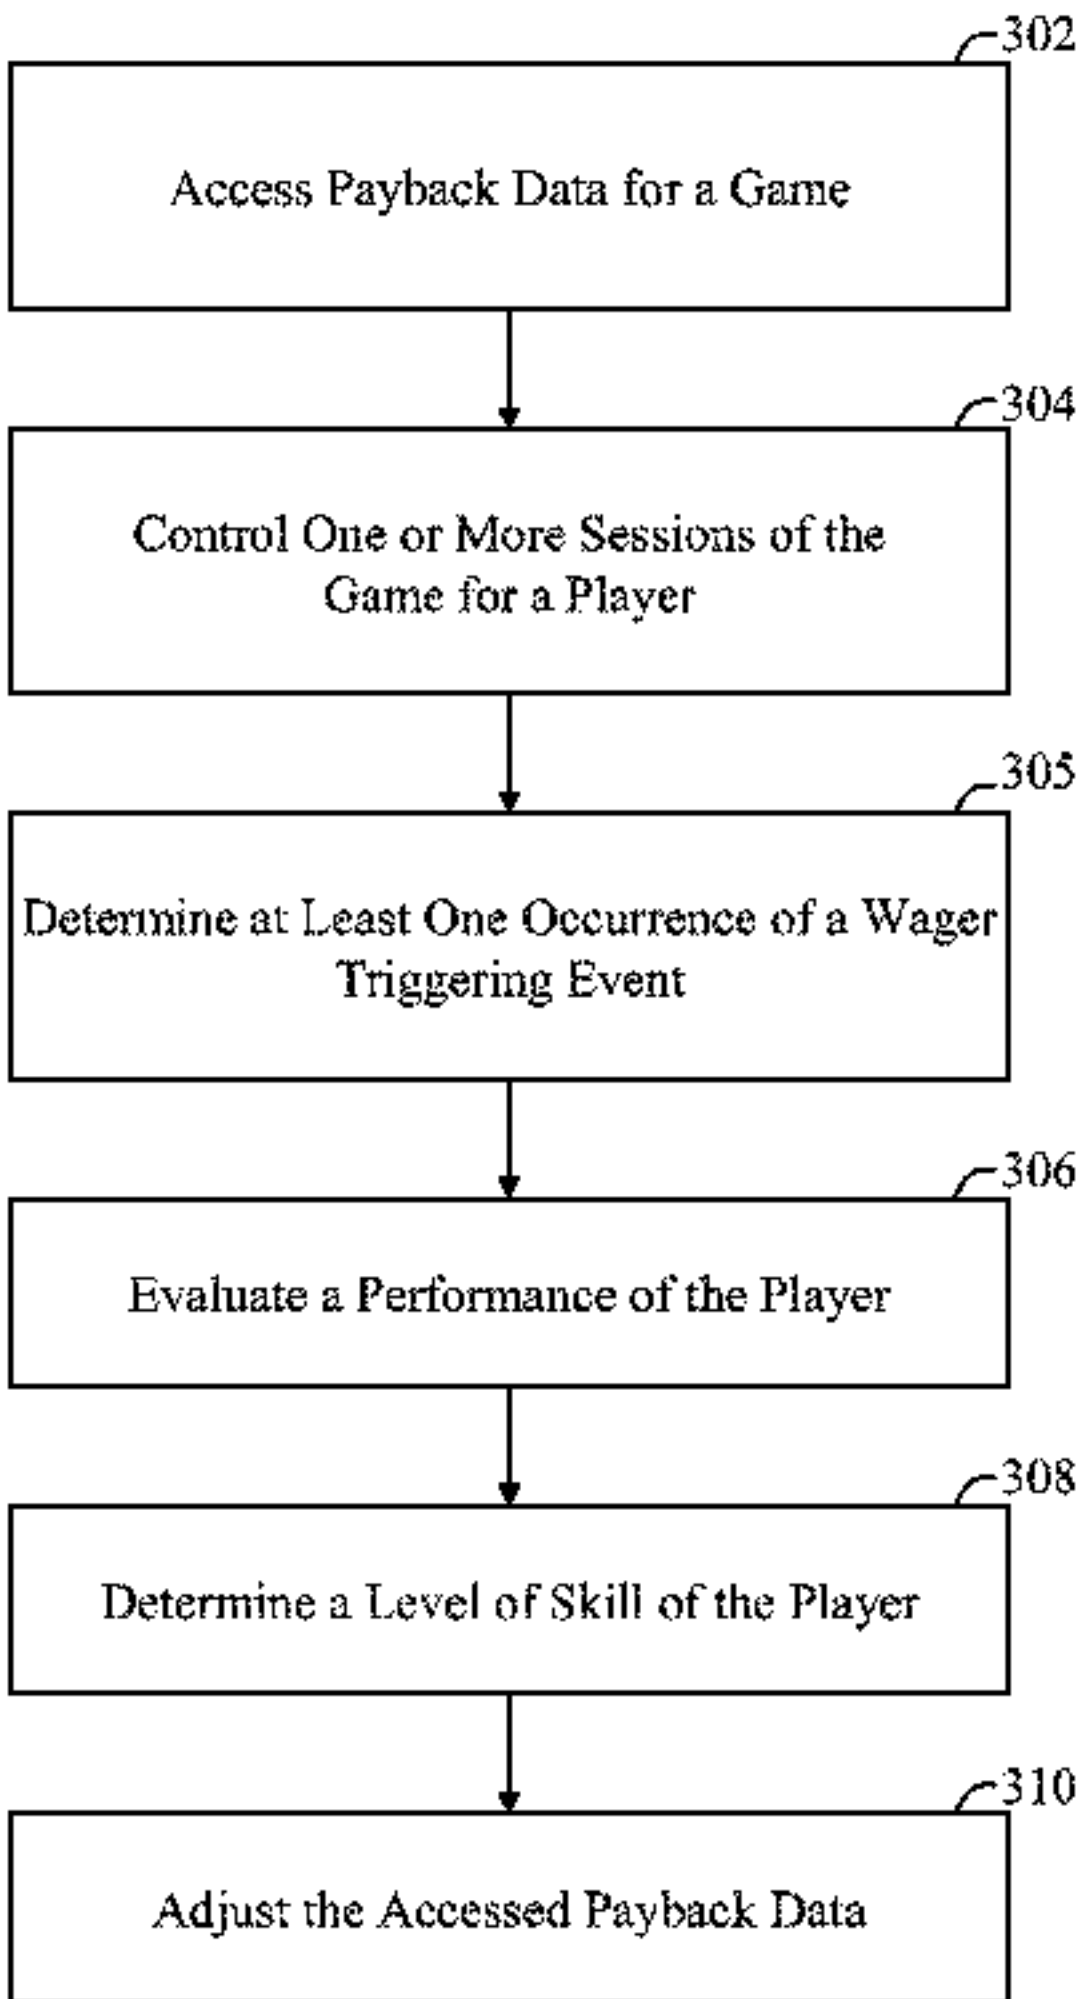 302
Access Payback Data for a Game
304
Control One or More Sessions of the
Game for a Player
305
Determine at Least One Occurrence of a Wager
Triggering Event
306
Evaluate a Performance of the Player
308
Determine a Level of Skill of the Player
310
Adjust the Accessed Payback Data